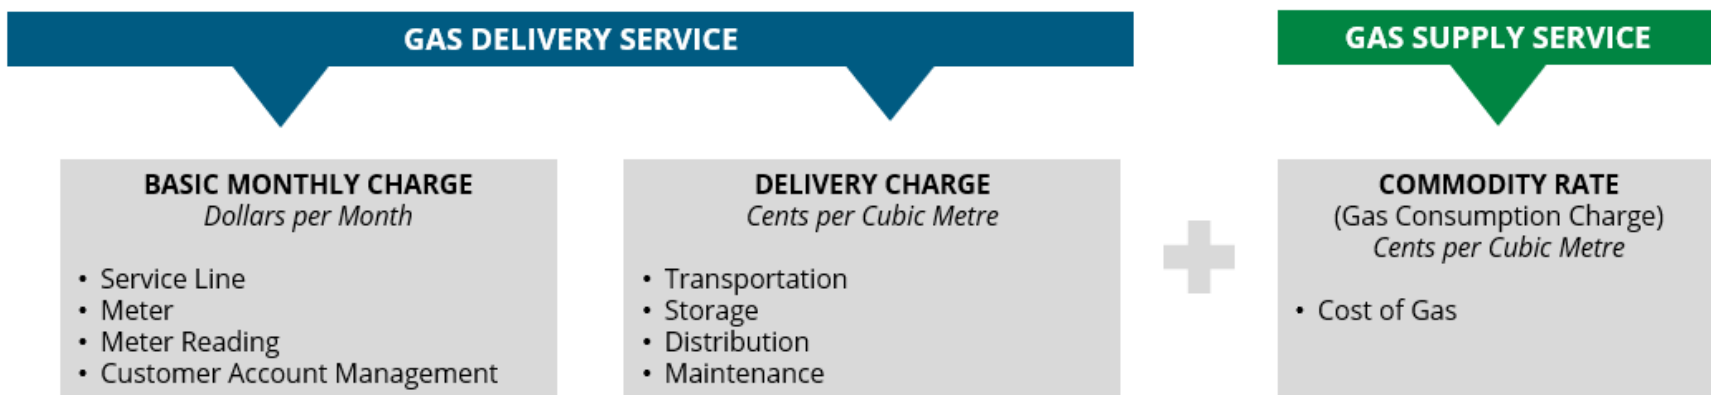 GAS DELIVERY SERVICE
GAS SUPPLY SERVICE
BASIC MONTHLY CHARGE
Dollars per Month
• Service Line
• Meter
• Meter Reading
• Customer Account Management
DELIVERY CHARGE
Cents per Cubic Metre
• Transportation
• Storage
• Distribution
• Maintenance
COMMODITY RATE
(Gas Consumption Charge)
Cents per Cubic Metre
• Cost of Gas